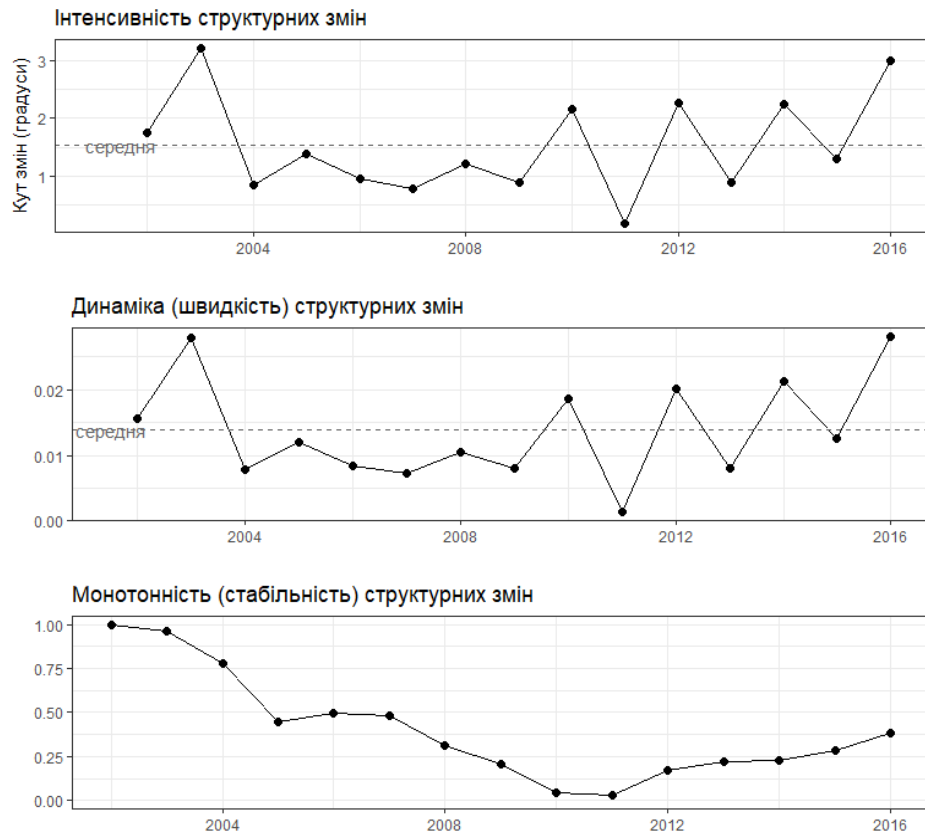 Інтенсивність структурних змін
Кут змін (градуси)
3
2
1
середня
2004 2008 2012 2016
Динаміка (швидкість) структурних змін
0.02
0.01
0.00
середня
2004 2008 2012 2016
Монотонність (стабільність) структурних змін
1.00
0.75
0.50
0.25
0.00
2004 2008 2012 2016